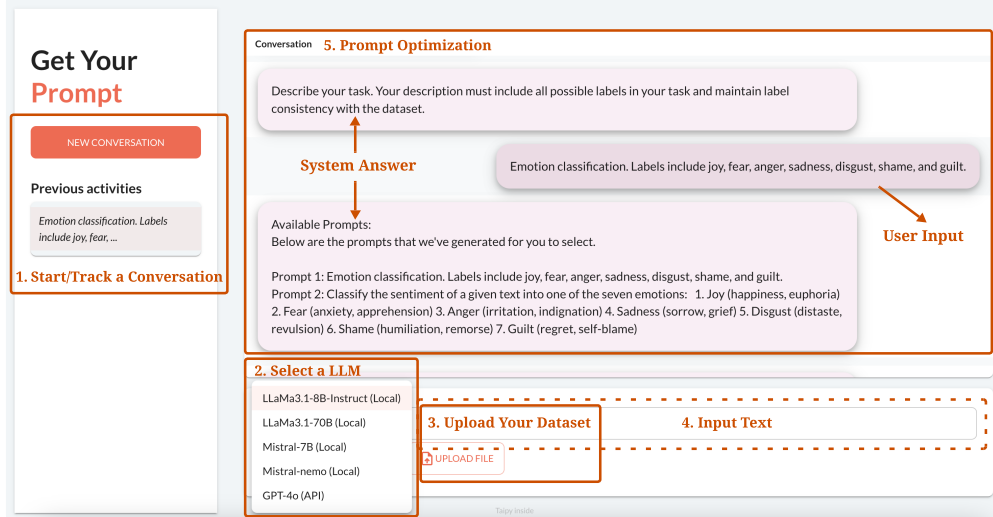 Get Your
Prompt
NEW CONVERSATION
Previous activities
Emotion classification. Labels
include joy, fear, ...
1. Start/Track a Conversation
Conversation
5. Prompt Optimization
Describe your task. Your description must include all possible labels in your task and maintain label
consistency with the dataset.
System Answer
Emotion classification. Labels include joy, fear, anger, sadness, disgust, shame, and guilt.
User Input
Available Prompts:
Below are the prompts that we've generated for you to select.
Prompt 1: Emotion classification. Labels include joy, fear, anger, sadness, disgust, shame, and guilt.
Prompt 2: Classify the sentiment of a given text into one of the seven emotions: 1. Joy (happiness, euphoria)
2. Fear (anxiety, apprehension) 3. Anger (irritation, indignation) 4. Sadness (sorrow, grief) 5. Disgust (distaste,
revulsion) 6. Shame (humiliation, remorse) 7. Guilt (regret, self-blame)
2. Select a LLM
LLaMa3.1-8B-Instruct (Local)
LLaMa3.1-70B (Local)
Mistral-7B (Local)
Mistral-nemo (Local)
GPT-4o (API)
3. Upload Your Dataset
4. Input Text
UPLOAD FILE
Taipy Inside